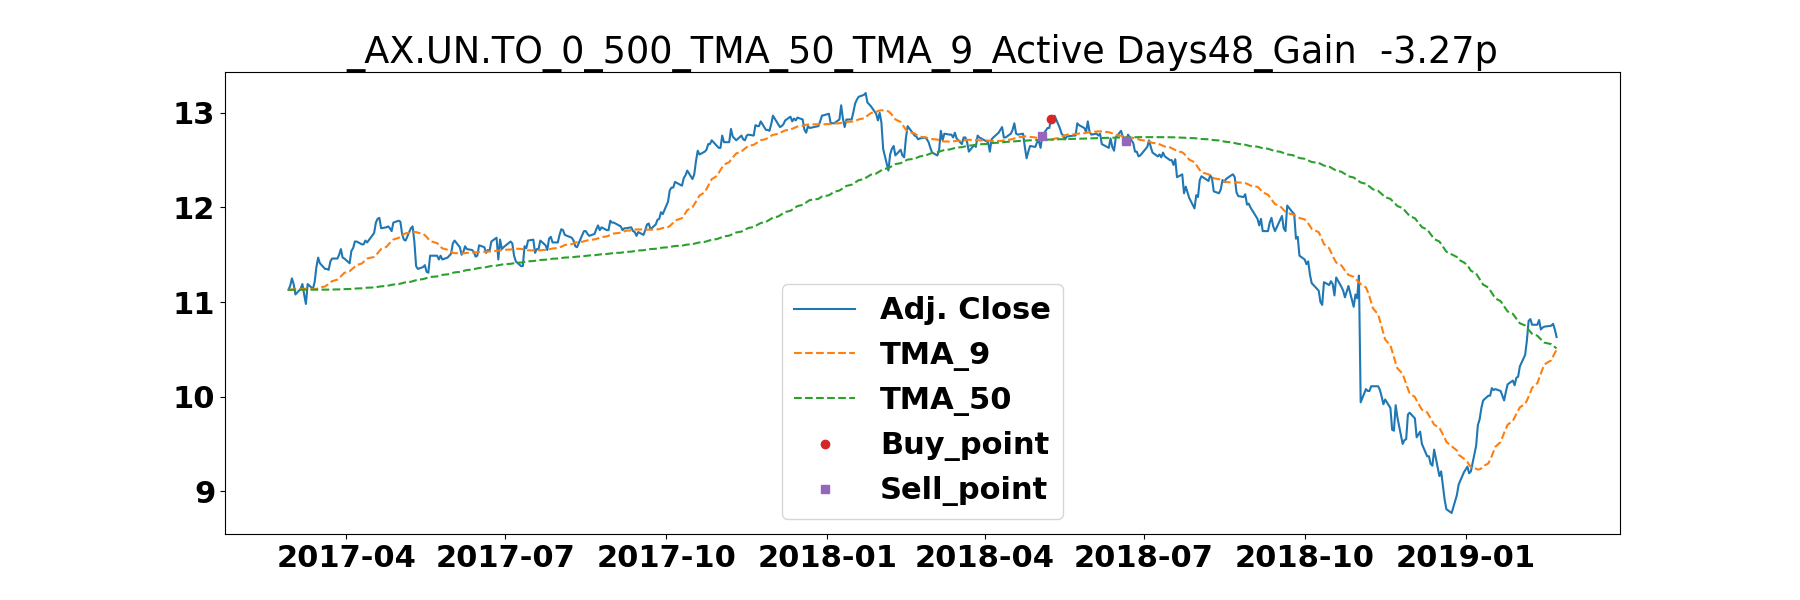 _AX.UN.TO_0_500_TMA_50_TMA_9_Active Days48_Gain  -3.27p
13
12
11
10
9
Adj. Close
TMA_9
TMA_50
Buy_point
Sell_point
2017-04 2017-07 2017-10 2018-01 2018-04 2018-07 2018-10 2019-01